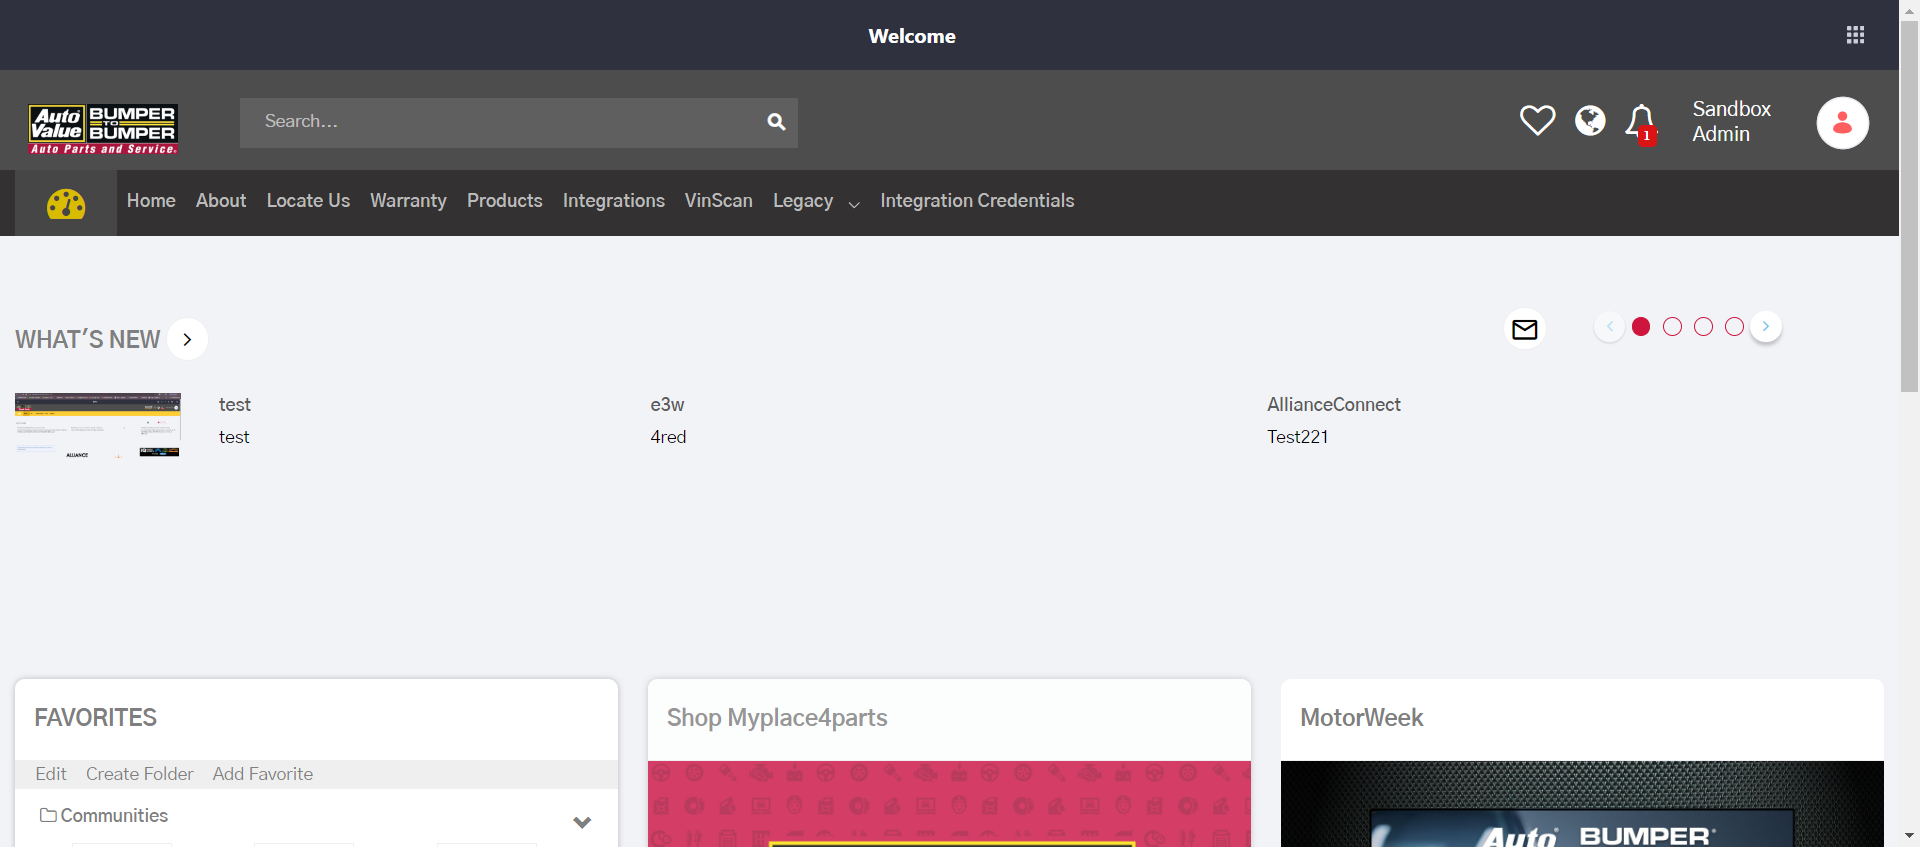 Welcome
Auto Value BUMPER TO BUMPER
Auto Parts and Service.
Search...
1
Sandbox
Admin
Home About Locate Us Warranty Products Integrations VinScan Legacy Integration Credentials
WHAT'S NEW
test
test
e3w
4red
AllianceConnect
Test221
ALLIANCE
FAVORITES
Edit Create Folder Add Favorite
Communities
Shop Myplace4parts
MotorWeek
Auto BUMPER